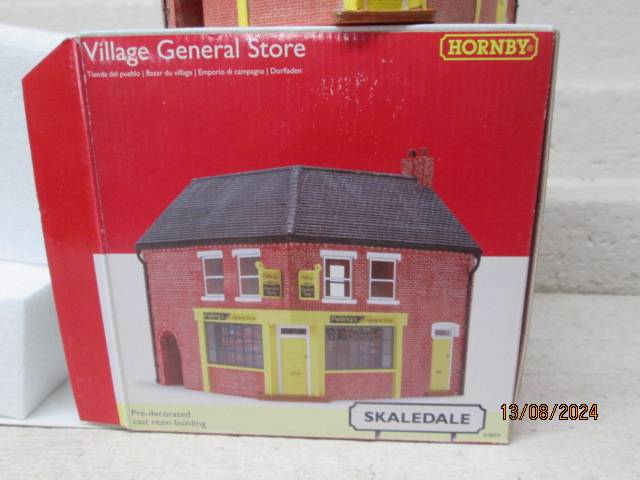 Village General Store
HORNBY
Tienda del pueblo | Bazar du village | Emporio di campagna | Dorfladen
General Store
General Store
Pre-decorated
cast resin building
SKALEDALE
13/08/2024